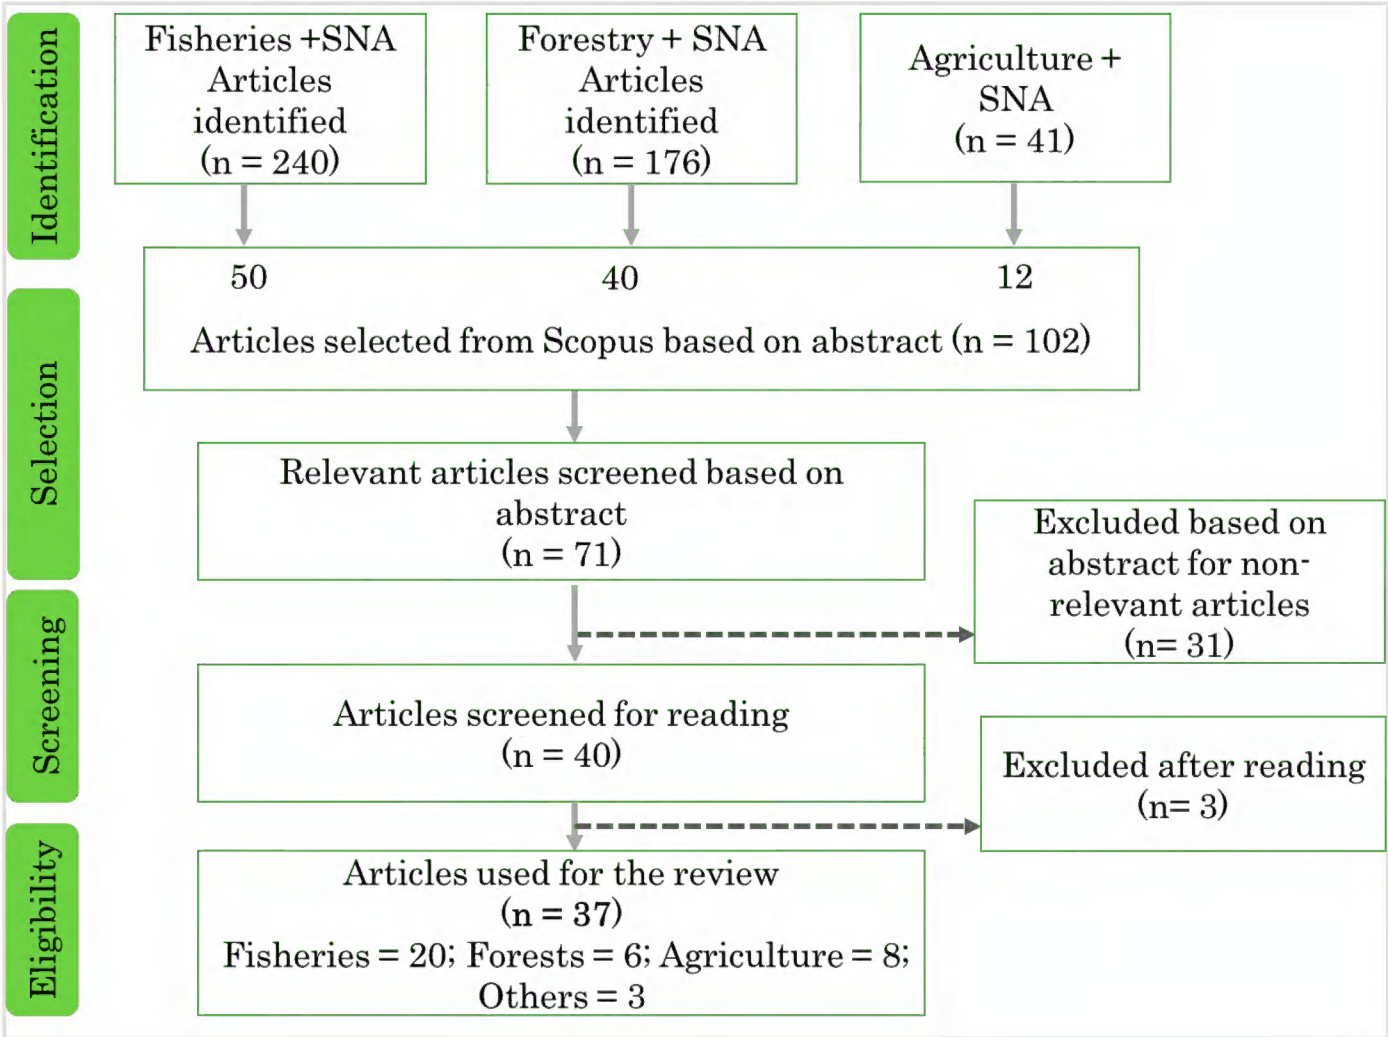 Identification
Fisheries +SNA
Articles
identified
(n = 240)
Forestry + SNA
Articles
identified
(n = 176)
Agriculture +
SNA
(n = 41)
Selection
50
40
12
Articles selected from Scopus based on abstract (n = 102)
Relevant articles screened based on
abstract
(n = 71)
Excluded based on
abstract for non-
relevant articles
(n= 31)
Screening
Articles screened for reading
(n = 40)
Excluded after reading
(n= 3)
Eligibility
Articles used for the review
(n = 37)
Fisheries = 20; Forests = 6; Agriculture = 8;
Others = 3